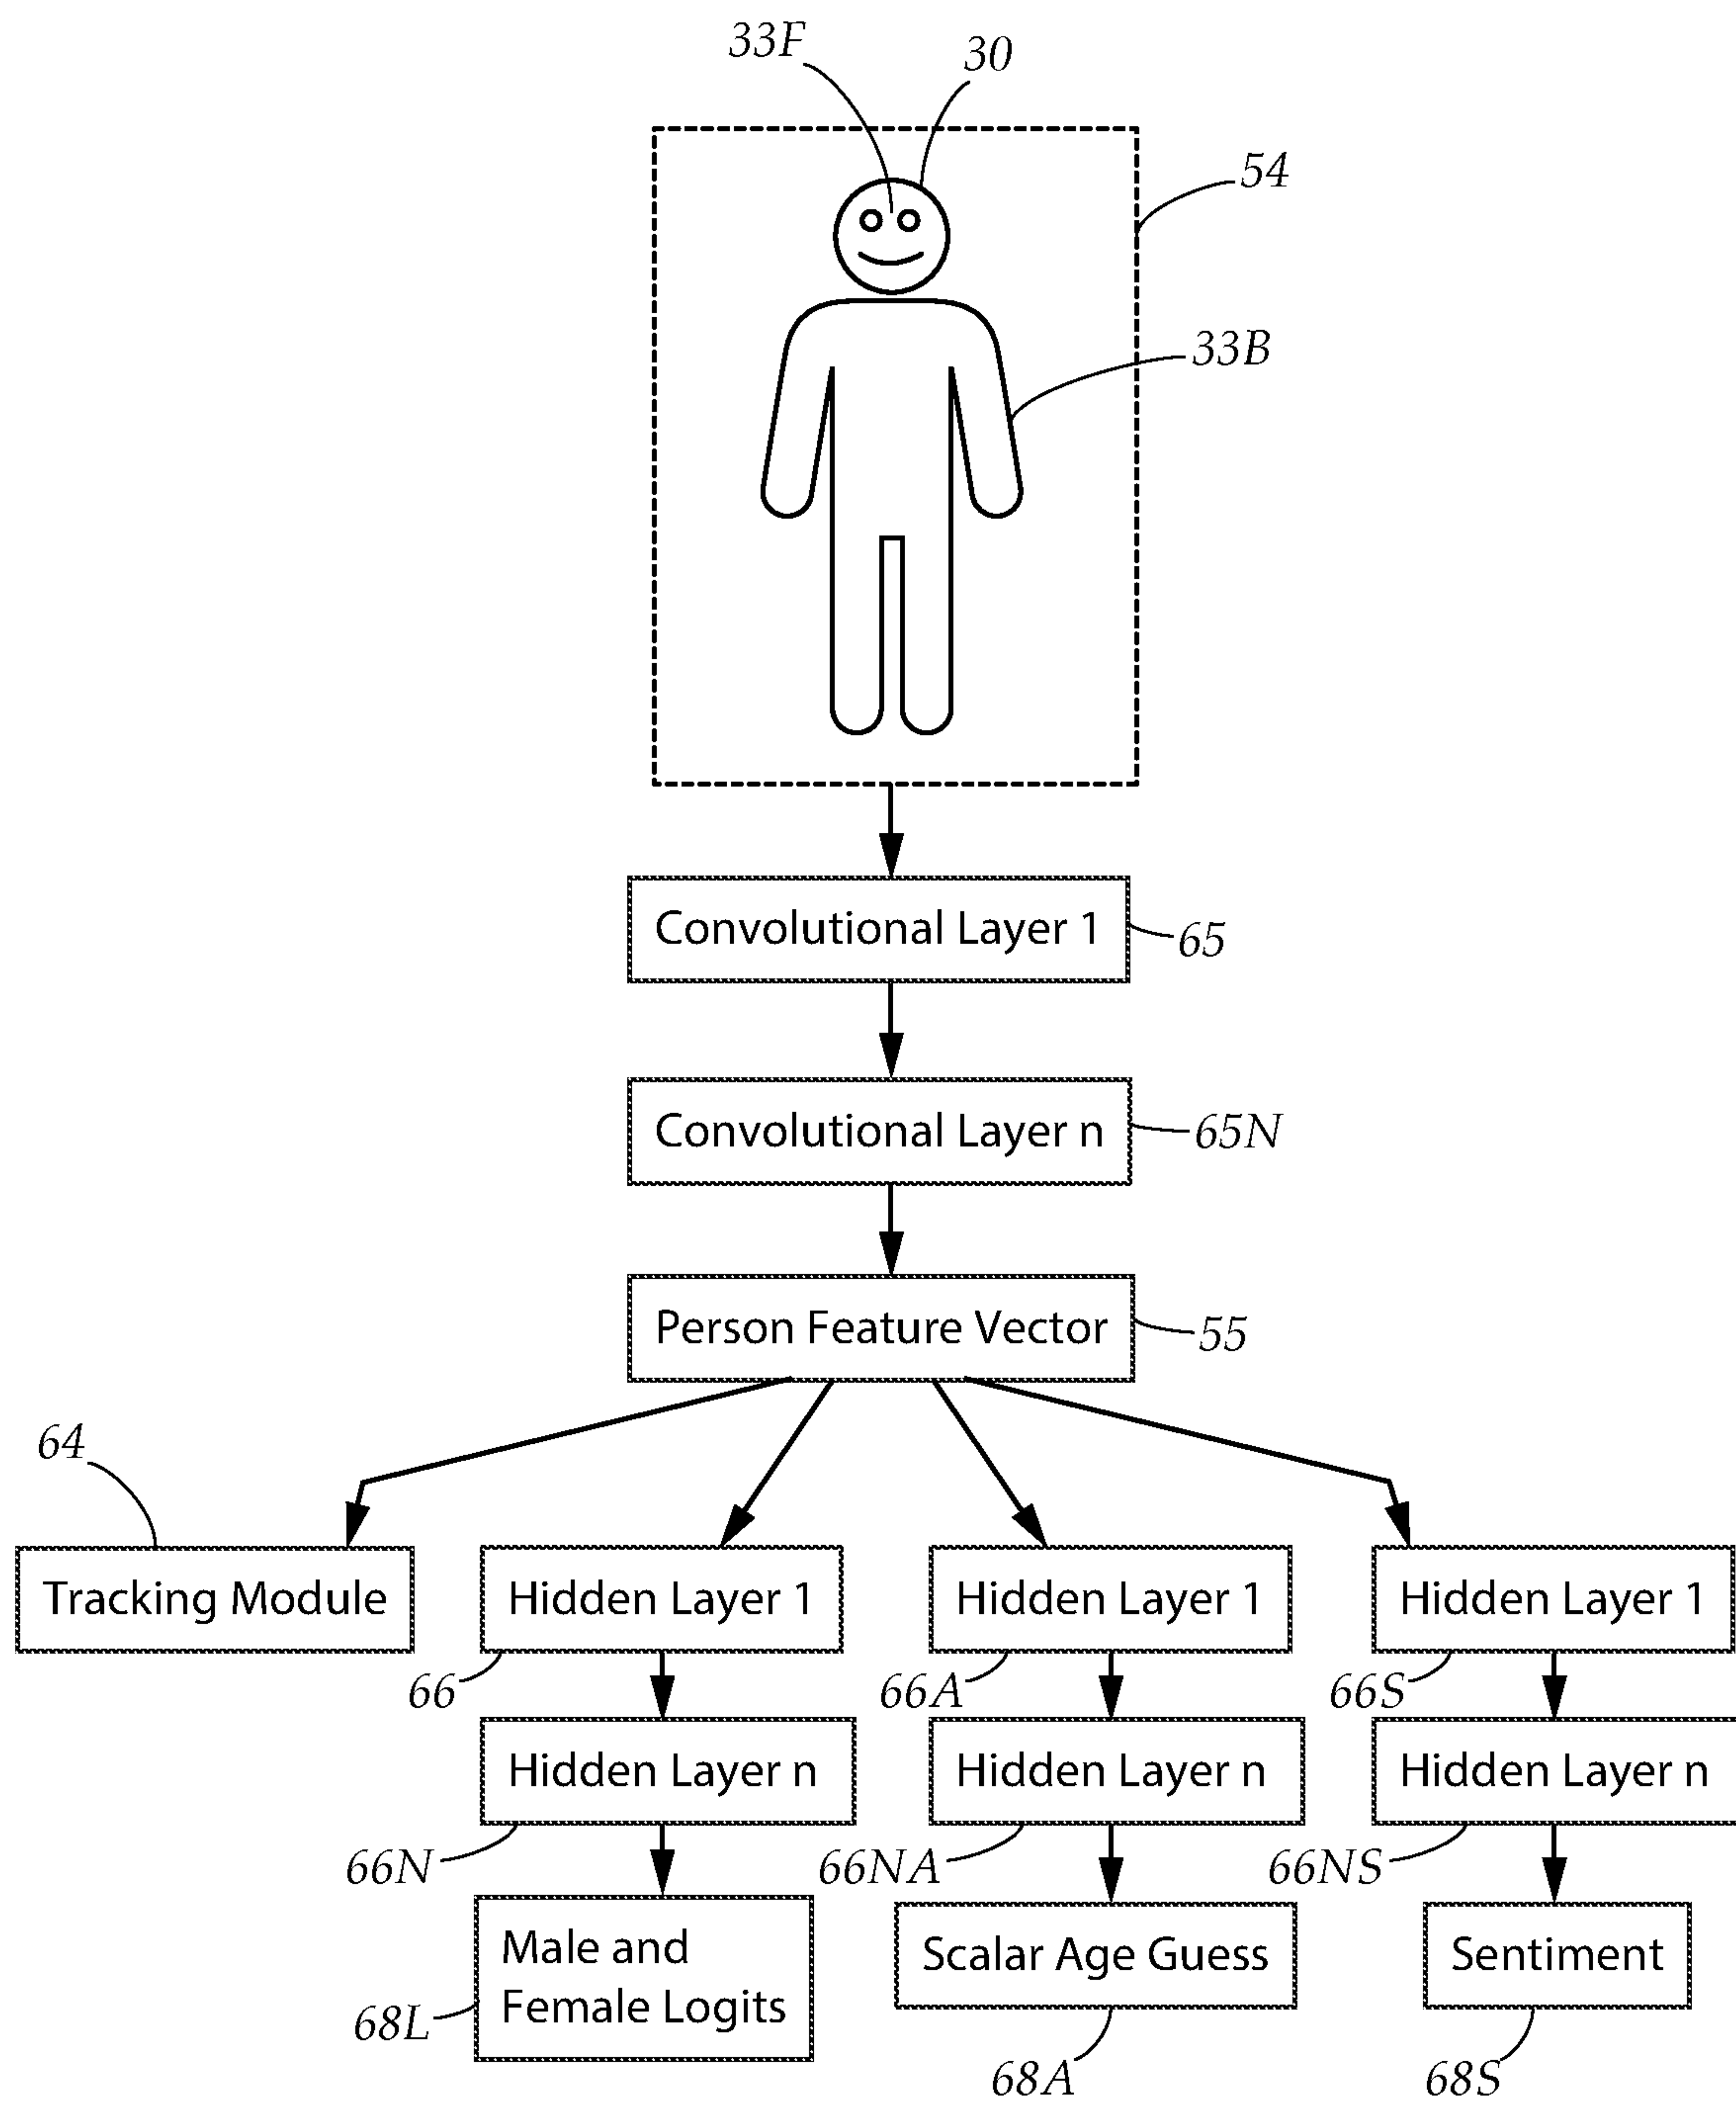 33F
30
54
33B
Convolutional Layer 1
65
Convolutional Layer n
65N
Person Feature Vector
55
64
Tracking Module
Hidden Layer 1
Hidden Layer 1
Hidden Layer 1
66
66A
66S
Hidden Layer n
Hidden Layer n
Hidden Layer n
66N
66NA
66NS
Male and
Female Logits
Scalar Age Guess
Sentiment
68L
68A
68S